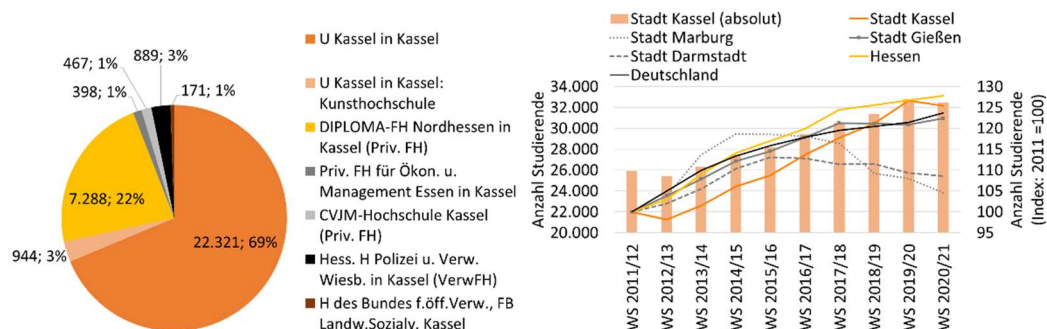 889; 3%
467; 1%
171; 1%
398; 1%
7.288; 22%
944; 3%
22.321; 69%
U Kassel in Kassel
U Kassel in Kassel:
Kunsthochschule
DIPLOMA-FH Nordhessen in
Kassel (Priv. FH)
Priv. FH für Ökon. u.
Management Essen in Kassel
CVJM-Hochschule Kassel
(Priv. FH)
Hess. H Polizei u. Verw.
Wiesb. in Kassel (VerwFH)
H des Bundes f.öff.Verw., FB
Landw.Sozialv. Kassel
Stadt Kassel (absolut)
Stadt Kassel
Stadt Marburg
Stadt Gießen
Stadt Darmstadt
Hessen
Deutschland
Anzahl Studierende
34.000
32.000
30.000
28.000
26.000
24.000
22.000
20.000
130
125
120
115
110
105
100
95
Anzahl Studierende
(Index: 2011 =100)
WS 2011/12
WS 2012/13
WS 2013/14
WS 2014/15
WS 2015/16
WS 2016/17
WS 2017/18
WS 2018/19
WS 2019/20
WS 2020/21